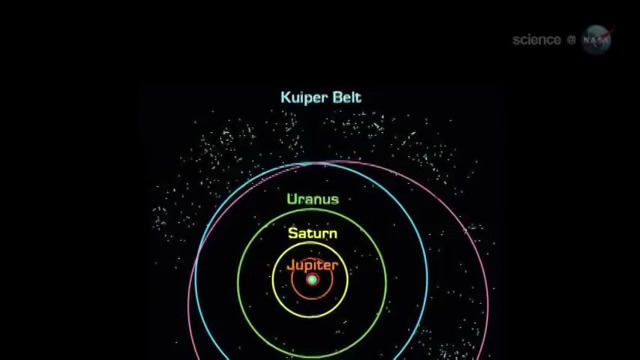 science @ NASA
Kuiper Belt
Uranus
Saturn
Jupiter